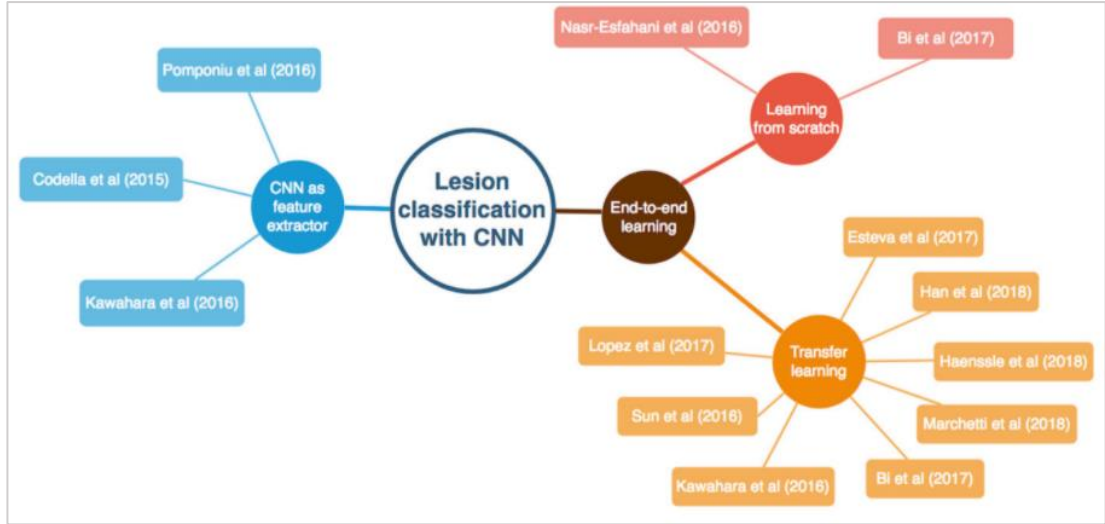 Nasr-Esfahani et al (2016)
Bi et al (2017)
Pomponiu et al (2016)
Learning
from scratch
Codella et al (2015)
CNN as
feature
extractor
Lesion
classification
with CNN
End-to-end
learning
Esteva et al (2017)
Kawahara et al (2016)
Han et al (2018)
Lopez et al (2017)
Transfer
learning
Haenssle et al (2018)
Sun et al (2016)
Marchetti et al (2018)
Kawahara et al (2016)
Bi et al (2017)